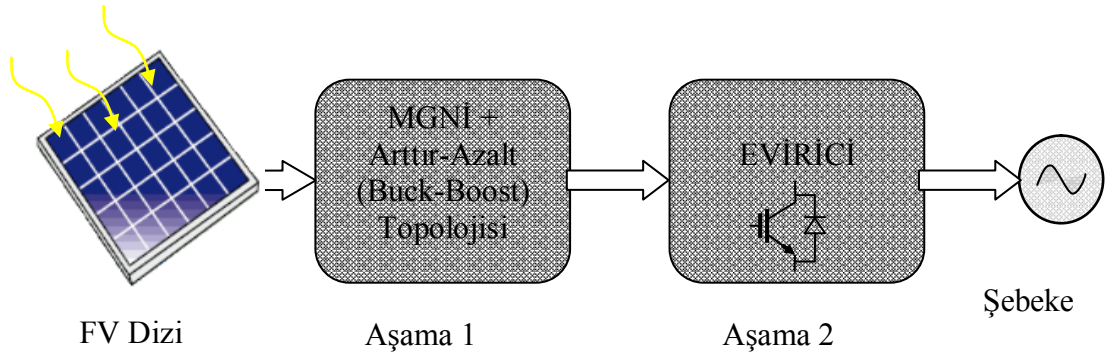 MGNİ +
Arttır-Azalt
(Buck-Boost)
Topolojisi
EVİRİCİ
FV Dizi
Aşama 1
Aşama 2
Şebeke